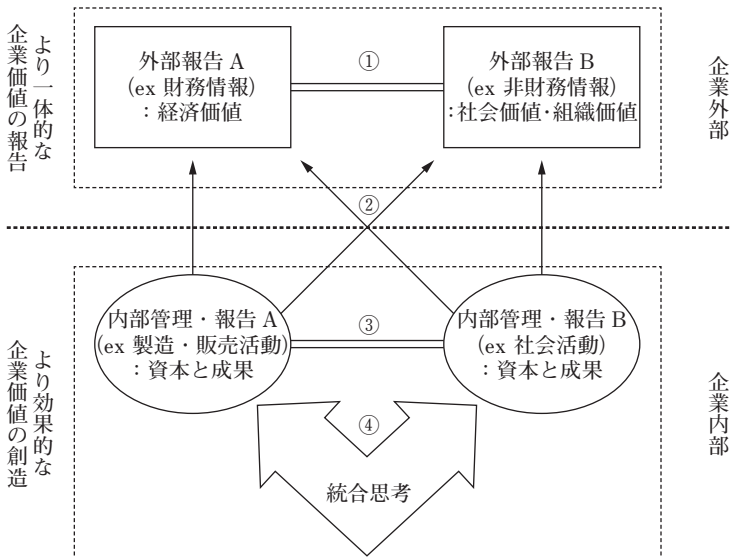 より一体的な
企業価値の報告
外部報告 A
(ex 財務情報)
：経済価値
①
外部報告 B
(ex 非財務情報)
：社会価値・組織価値
企業外部
②
より効果的な
企業価値の創造
内部管理・報告 A
(ex 製造・販売活動)
：資本と成果
③
内部管理・報告 B
(ex 社会活動)
：資本と成果
企業内部
④
統合思考